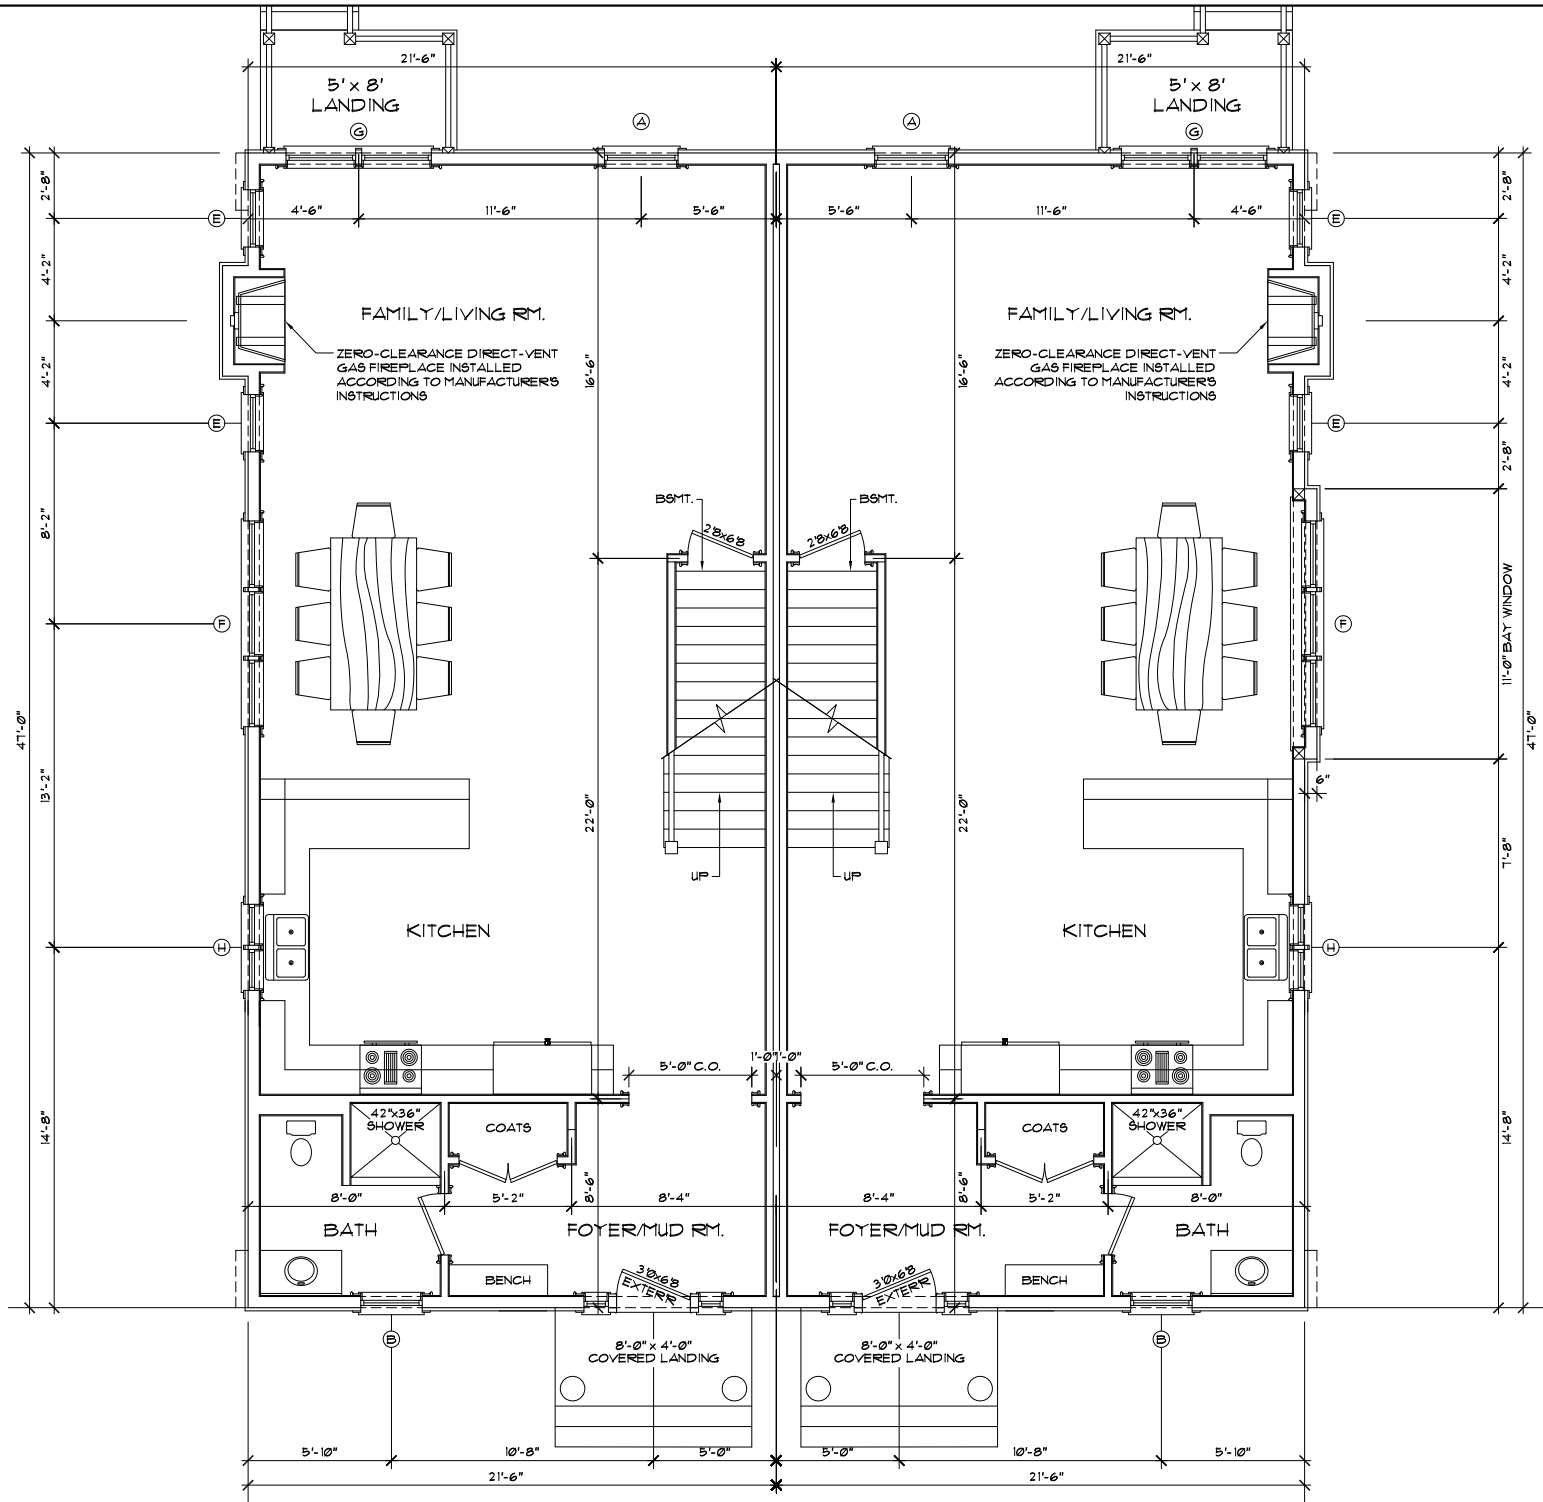 21'-6" 21'-6"
5' x 8' 5' x 8'
LANDING LANDING
G A A G
2'-8" 2'-8"
4'-6" 11'-6" 5'-6" 5'-6" 11'-6" 4'-6"
E E
4'-2" 4'-2"
FAMILY/LIVING RM. FAMILY/LIVING RM.
ZERO-CLEARANCE DIRECT-VENT
GAS FIREPLACE INSTALLED
ACCORDING TO MANUFACTURER'S
INSTRUCTIONS
ZERO-CLEARANCE DIRECT-VENT
GAS FIREPLACE INSTALLED
ACCORDING TO MANUFACTURER'S
INSTRUCTIONS
4'-2" 16'-6" 16'-6" 4'-2"
E E
2'-8"
BSMT. BSMT.
8'-2" 2'8x6'8 2'8x6'8
F F
11'-0" BAY WINDOW
47'-0" 47'-0"
13'-2" 6"
22'-0" 22'-0"
7'-8"
UP UP
KITCHEN KITCHEN
H H
5'-0" C.O. 1'-0" 1'-0" 5'-0" C.O.
42"x36" 42"x36"
SHOWER SHOWER
COATS COATS
14'-8" 14'-8"
8'-6" 8'-6"
8'-0" 5'-2" 8'-4" 8'-4" 5'-2" 8'-0"
BATH FOYER/MUD RM. FOYER/MUD RM. BATH
BENCH 3'0x6'8 3'0x6'8 BENCH
EXTER'R EXTER'R
B B
8'-0" x 4'-0" 8'-0" x 4'-0"
COVERED LANDING COVERED LANDING
5'-10" 10'-8" 5'-0" 5'-0" 10'-8" 5'-10"
21'-6" 21'-6"